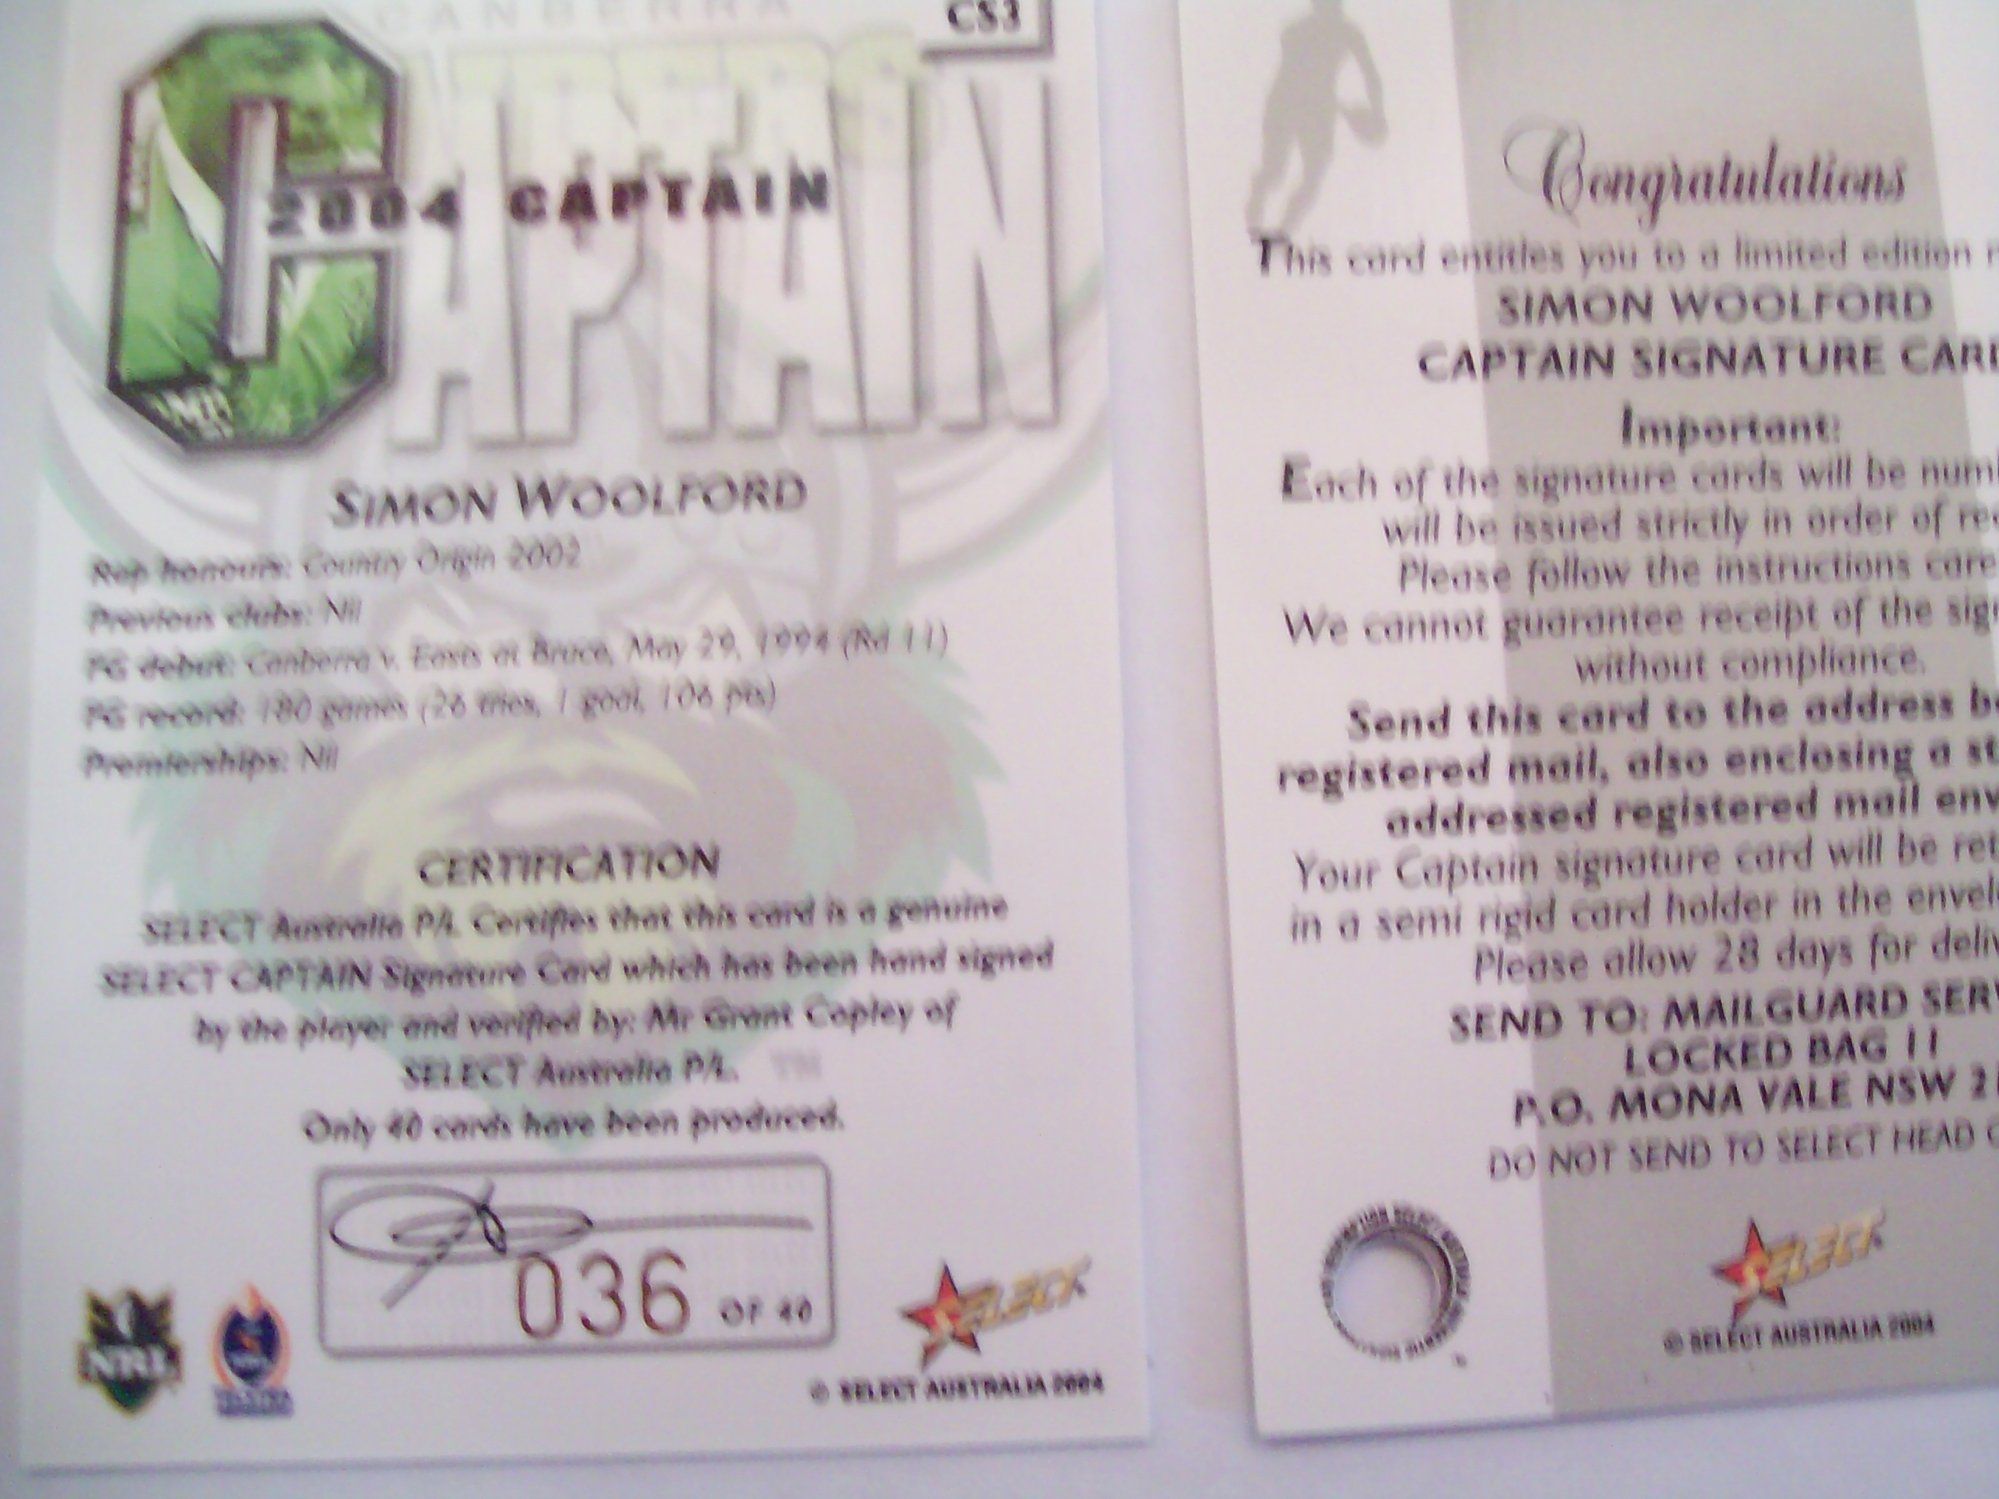 CANBERRA
CS3
CAPTAIN
2004 CAPTAIN
SIMON WOOLFORD
Rep honours: Country Origin 2002
Previous clubs: Nil
FG debut: Canberra v. Easts at Bruce, May 29, 1994 (Rd 11)
FG record: 180 games (26 tries, 1 goal, 106 pts)
Premierships: Nil
CERTIFICATION
SELECT Australia P/L Certifies that this card is a genuine
SELECT CAPTAIN Signature Card which has been hand signed
by the player and verified by: Mr Grant Copley of
SELECT Australia P/L.
TM
Only 40 cards have been produced.
036 OF 40
NRL
SELECT
© SELECT AUSTRALIA 2004
Congratulations
This card entitles you to a limited edition
SIMON WOOLFORD
CAPTAIN SIGNATURE CARD
Important:
Each of the signature cards will be
will be issued strictly in order of
Please follow the instructions
We cannot guarantee receipt of the
without compliance.
Send this card to the address
registered mail, also enclosing a
addressed registered mail
Your Captain signature card will be
in a semi rigid card holder in the
Please allow 28 days for
SEND TO: MAILGUARD
LOCKED BAG 11
P.O. MONA VALE NSW
DO NOT SEND TO SELECT HEAD
SELECT
© SELECT AUSTRALIA 2004